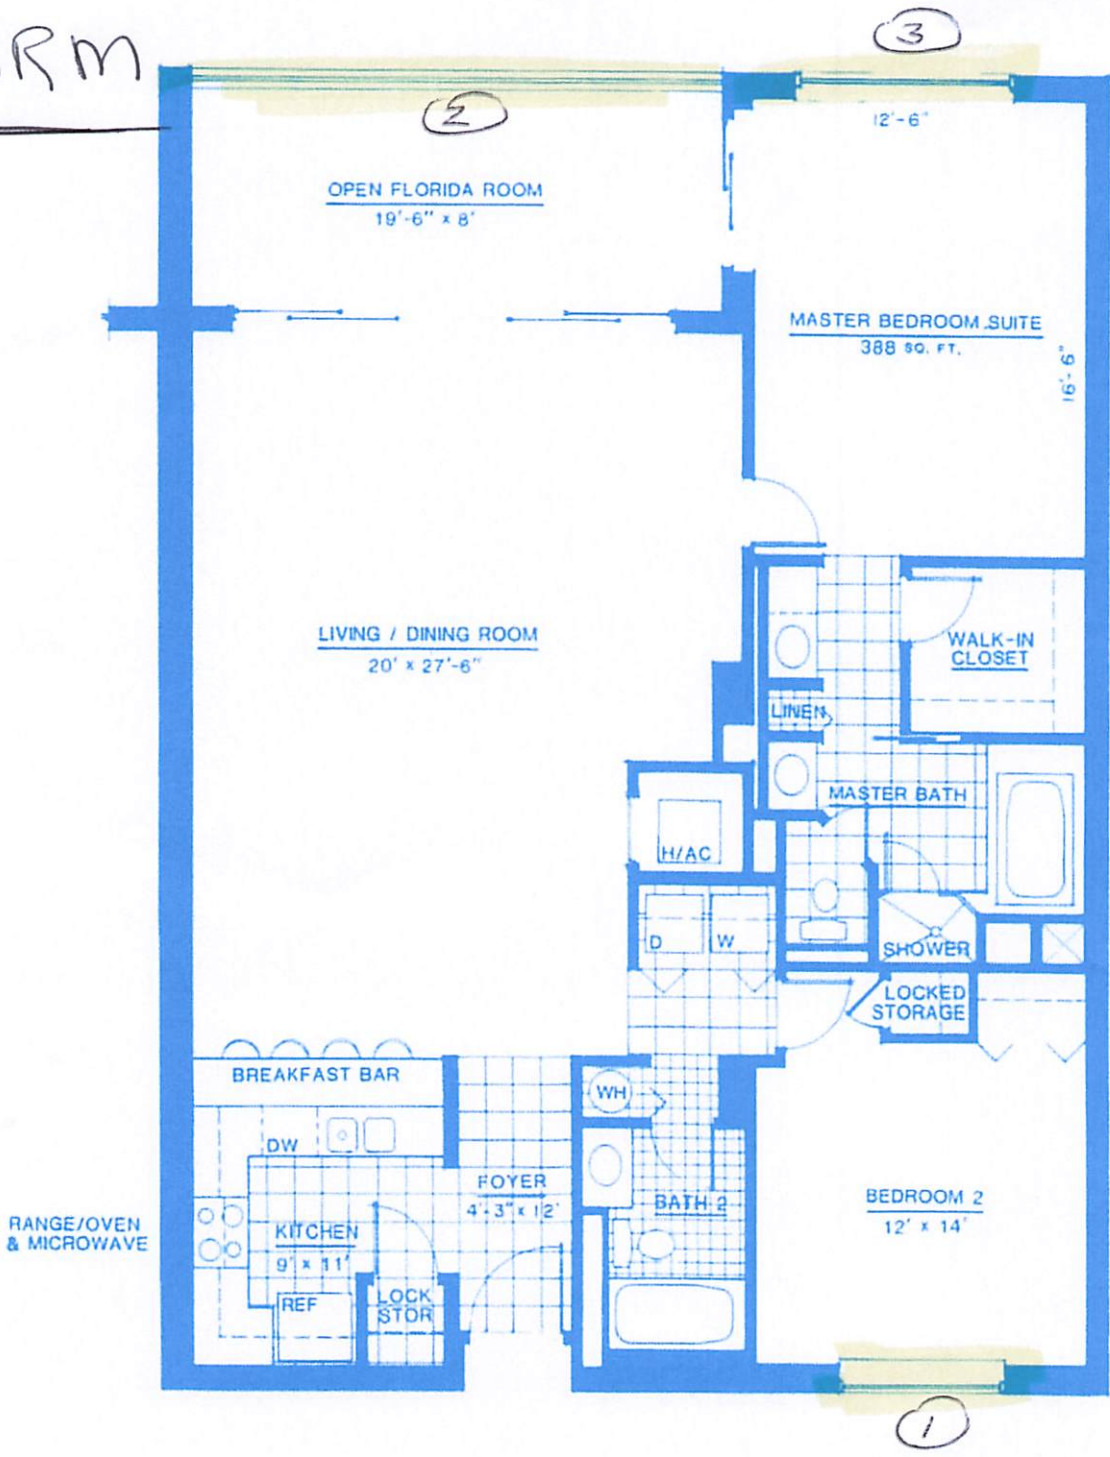 3
2
12'-6"
OPEN FLORIDA ROOM
19'-6" x 8'
MASTER BEDROOM SUITE
388 SQ. FT.
16'-6"
LIVING / DINING ROOM
20' x 27'-6"
WALK-IN
CLOSET
LINEN
MASTER BATH
H/AC
D
W
SHOWER
LOCKED
STORAGE
BREAKFAST BAR
WH
DW
FOYER
4'-3" x 12'
BATH 2
BEDROOM 2
12' x 14'
RANGE/OVEN
& MICROWAVE
KITCHEN
9' x 11'
REF
LOCK
STOR
1